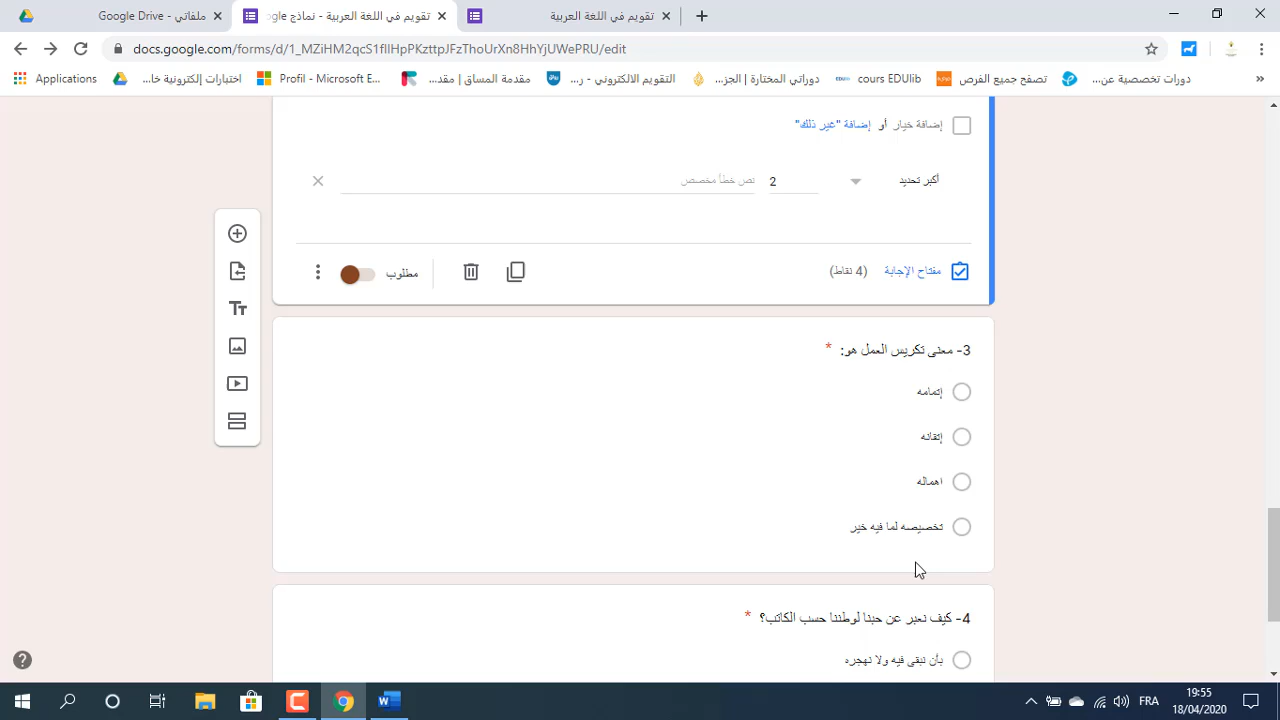 ملفاتي - Google Drive
تقويم في اللغة العربية - نماذج gle
تقويم في اللغة العربية
docs.google.com/forms/d/1_MZiHM2qcS1fIlHpPKzttpJFzThoUrXn8HhYjUWePRU/edit
Applications
اختبارات إلكترونية خا...
Profil - Microsoft E...
مقدمة المساق | مقد...
التقويم الالكتروني - ر...
دوراتي المختارة | الجز...
cours EDUlib
تصفح جميع الفرص
دورات تخصصية عن...
»
إضافة خيار أو إضافة "غير ذلك"
أكبر تحديد 2 نص خطأ مخصص
مفتاح الإجابة (4 نقاط)
مطلوب
3- معنى تكريس العمل هو: *
إتمامه
إتقانه
اهماله
تخصيصه لما فيه خير
4- كيف نعبر عن حبنا لوطننا حسب الكاتب؟ *
بأن نبقى فيه ولا نهجره
FRA
19:55
18/04/2020